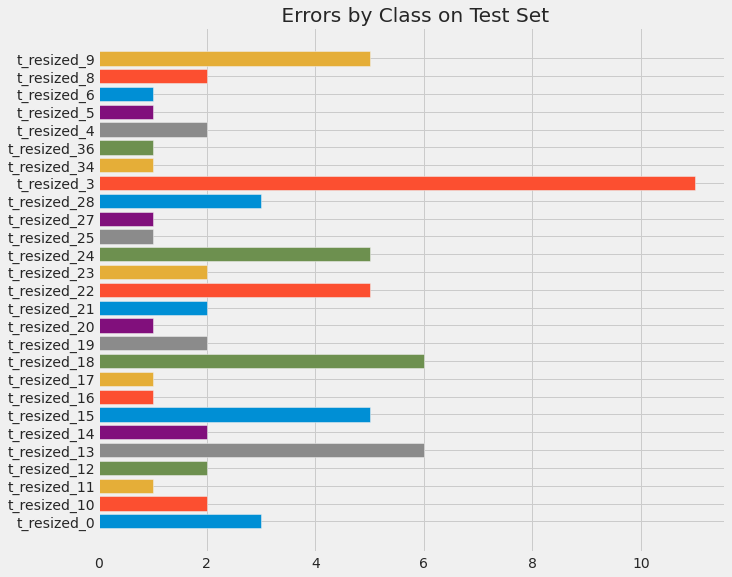 Errors by Class on Test Set
t_resized_9
t_resized_8
t_resized_6
t_resized_5
t_resized_4
t_resized_36
t_resized_34
t_resized_3
t_resized_28
t_resized_27
t_resized_25
t_resized_24
t_resized_23
t_resized_22
t_resized_21
t_resized_20
t_resized_19
t_resized_18
t_resized_17
t_resized_16
t_resized_15
t_resized_14
t_resized_13
t_resized_12
t_resized_11
t_resized_10
t_resized_0
0 2 4 6 8 10